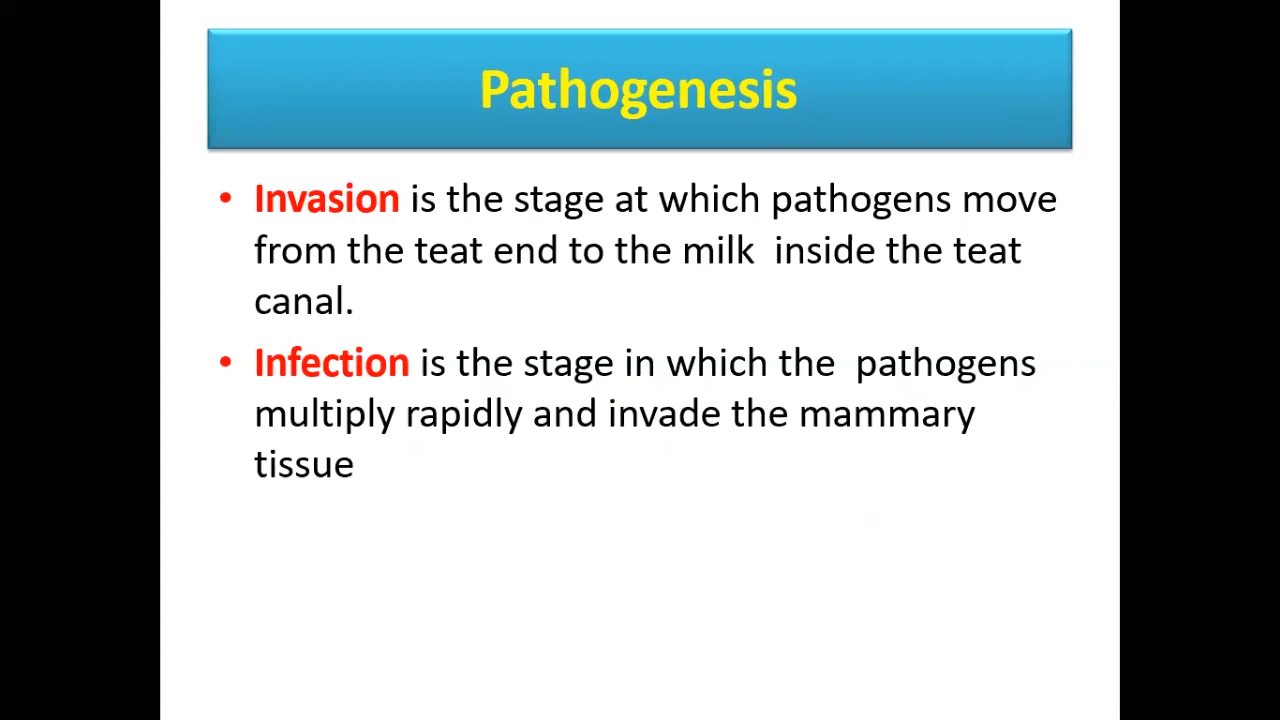 Pathogenesis
• Invasion is the stage at which pathogens move
from the teat end to the milk  inside the teat
canal.
• Infection is the stage in which the  pathogens
multiply rapidly and invade the mammary
tissue